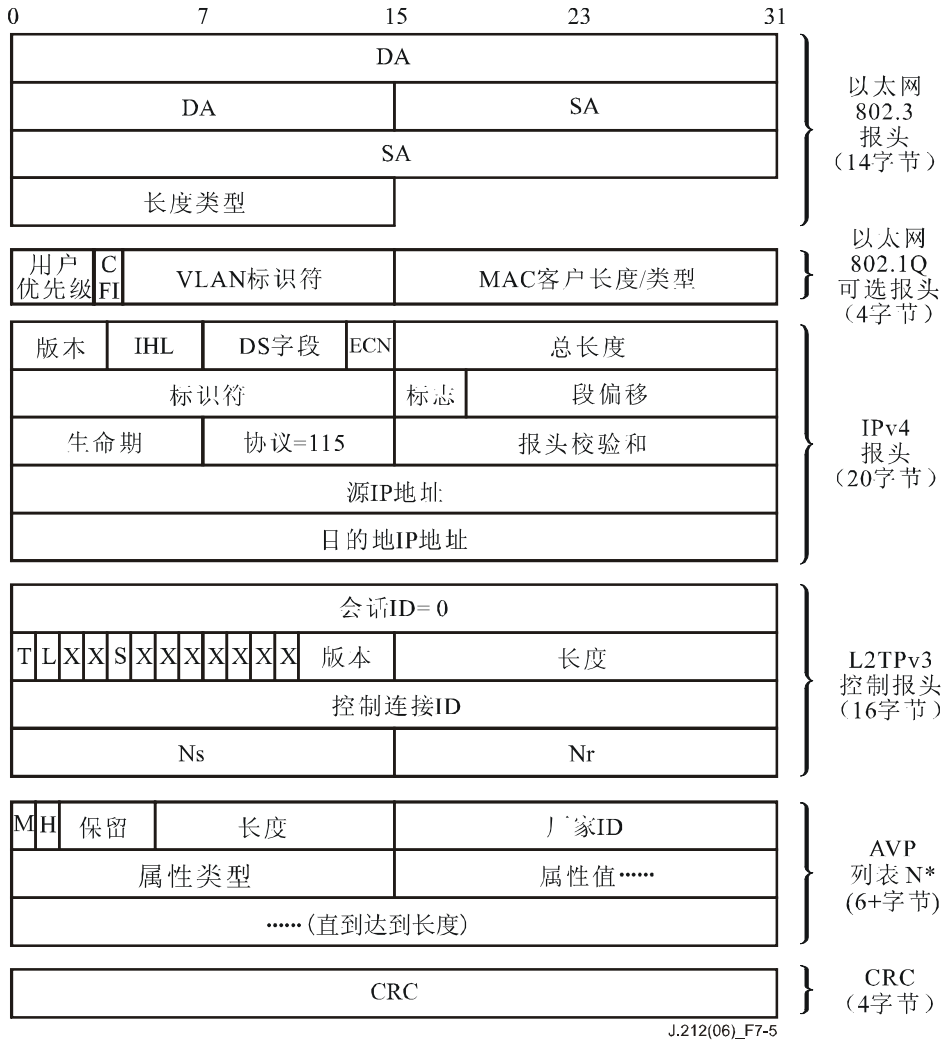 0 7 15 23 31
DA
DA SA
SA
长度类型
以太网
802.3
报头
（14字节）
用户
优先级
C
FI
VLAN标识符
MAC客户长度/类型
以太网
802.1Q
可选报头
（4字节）
版本 IHL DS字段 ECN 总长度
标识符 标志 段偏移
生命期 协议=115 报头校验和
源IP地址
目的地IP地址
IPv4
报头
（20字节）
会话ID= 0
T L X X S X X X X X X X 版本 长度
控制连接ID
Ns Nr
L2TPv3
控制报头
（16字节）
M H 保留 长度 厂家ID
属性类型 属性值……
……(直到达到长度)
AVP
列表 N*
(6+字节)
CRC
CRC
（4字节）
J.212(06)_F7-5